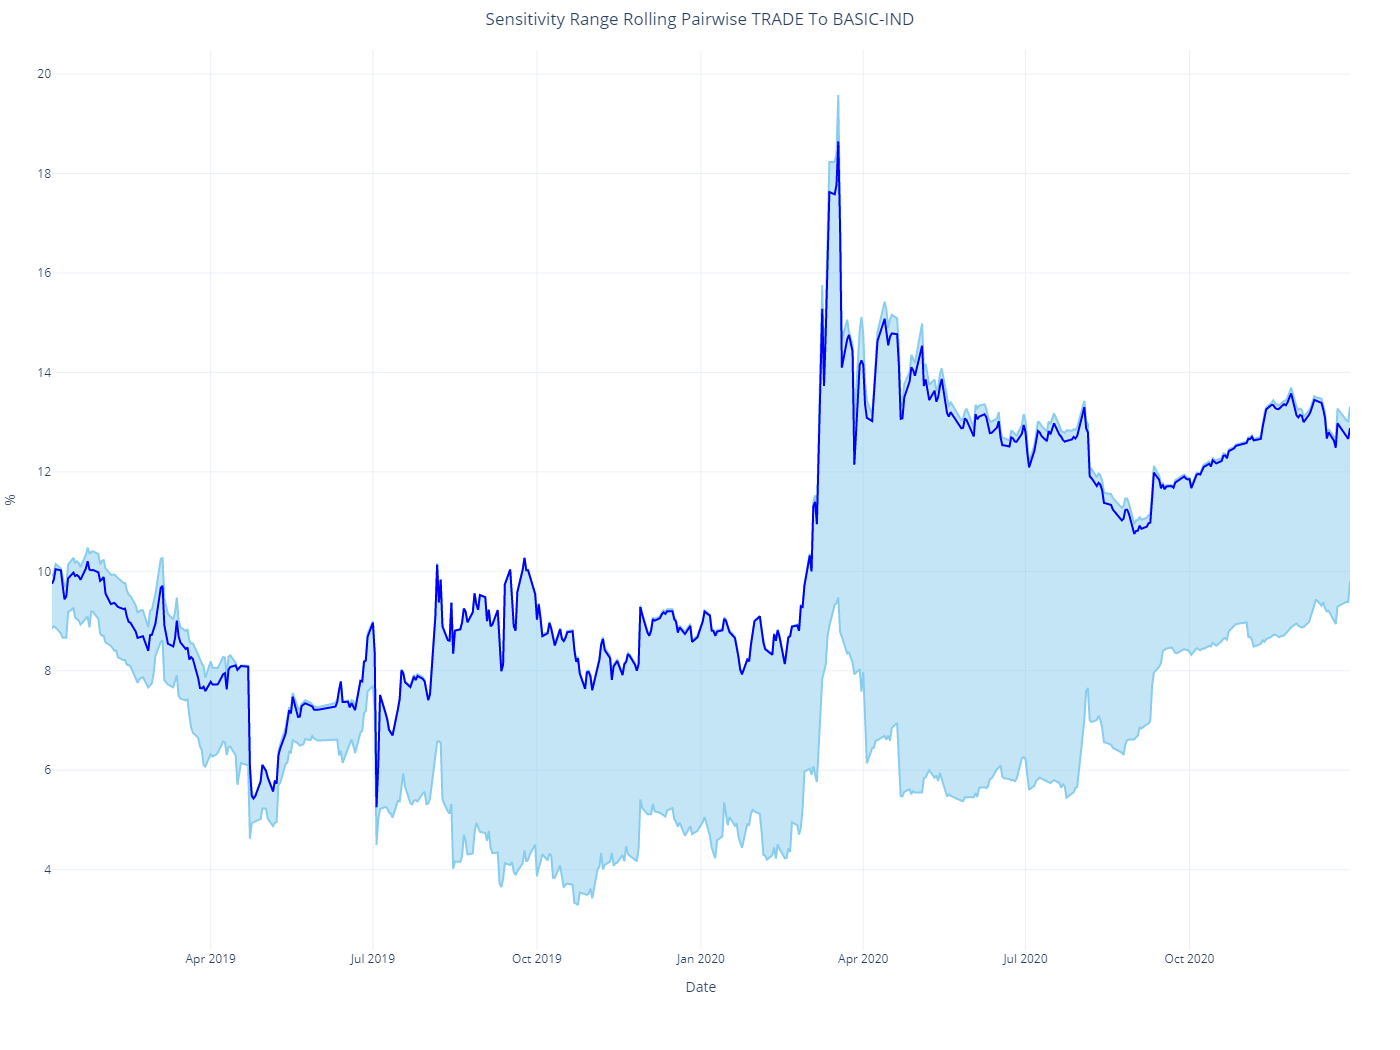 Sensitivity Range Rolling Pairwise TRADE To BASIC-IND
20
18
16
14
12
10
8
6
4
%
Apr 2019
Jul 2019
Oct 2019
Jan 2020
Apr 2020
Jul 2020
Oct 2020
Date